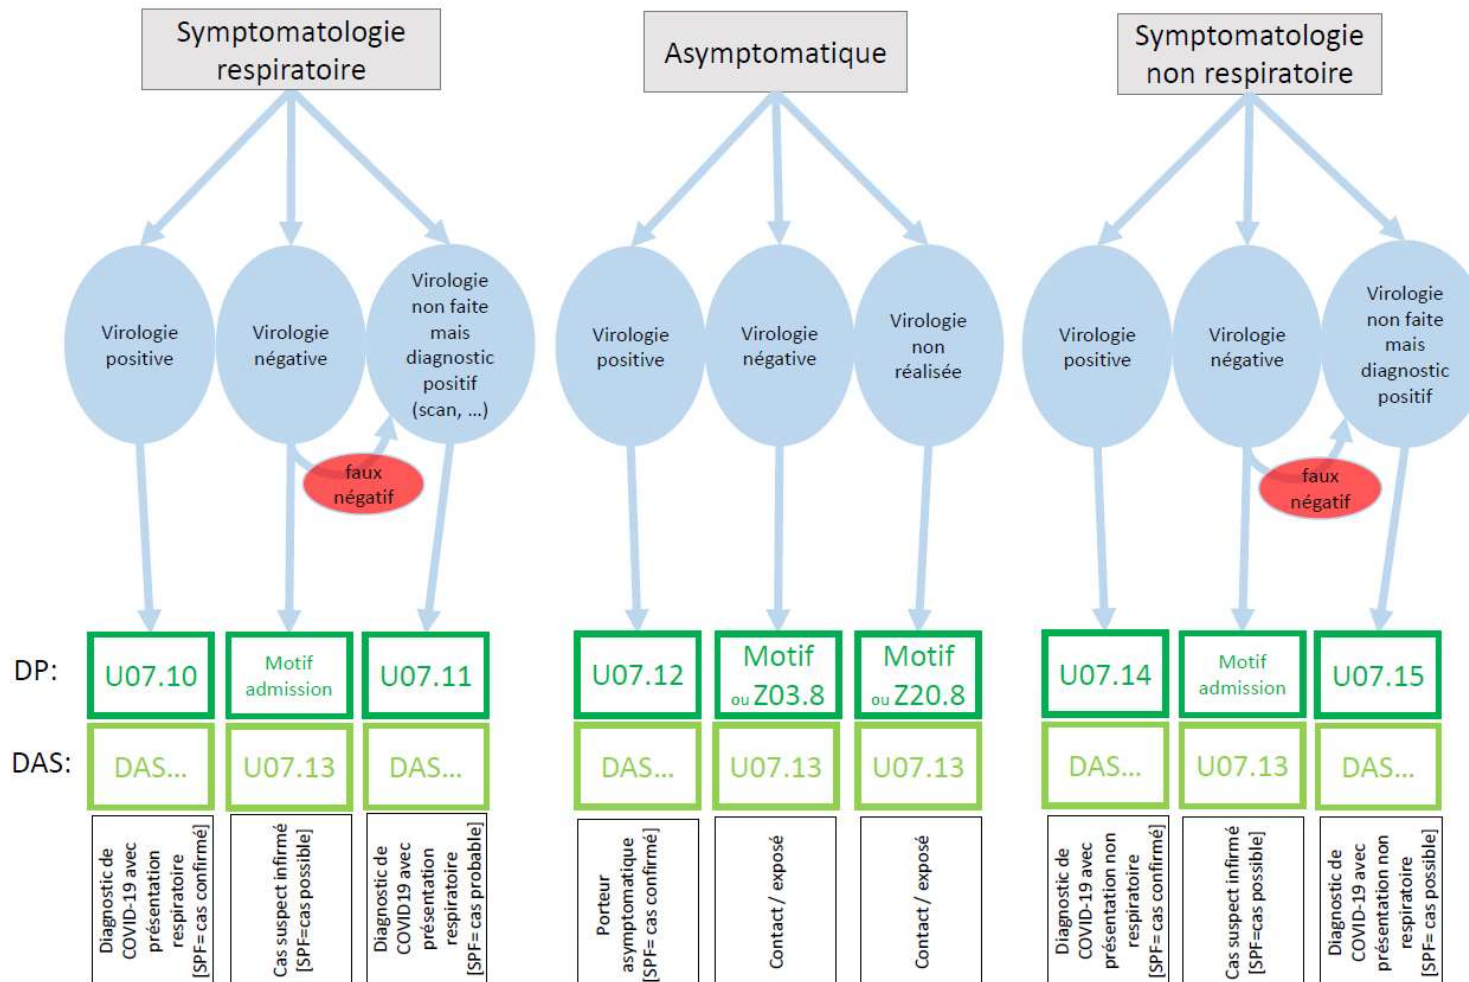 Symptomatologie
respiratoire
Asymptomatique
Symptomatologie
non respiratoire
Virologie
positive
Virologie
négative
Virologie
non faite
mais
diagnostic
positif
(scan, ...)
Virologie
positive
Virologie
négative
Virologie
non
réalisée
Virologie
positive
Virologie
négative
Virologie
non faite
mais
diagnostic
positif
faux
négatif
faux
négatif
DP:
U07.10
Motif
admission
U07.11
U07.12
Motif
ou Z03.8
Motif
ou Z20.8
U07.14
Motif
admission
U07.15
DAS:
DAS...
U07.13
DAS...
DAS...
U07.13
U07.13
DAS...
U07.13
DAS...
Diagnostic de
COVID-19 avec
présentation
respiratoire
[SPF= cas confirmé]
Cas suspect infirmé
[SPF=cas possible]
Diagnostic de
COVID-19 avec
présentation
respiratoire
[SPF= cas probable]
Porteur
asymptomatique
[SPF= cas confirmé]
Contact / exposé
Contact / exposé
Diagnostic de
COVID-19 avec
présentation non
respiratoire
[SPF= cas confirmé]
Cas suspect infirmé
[SPF=cas possible]
Diagnostic de
COVID-19 avec
présentation non
respiratoire
[SPF= cas possible]